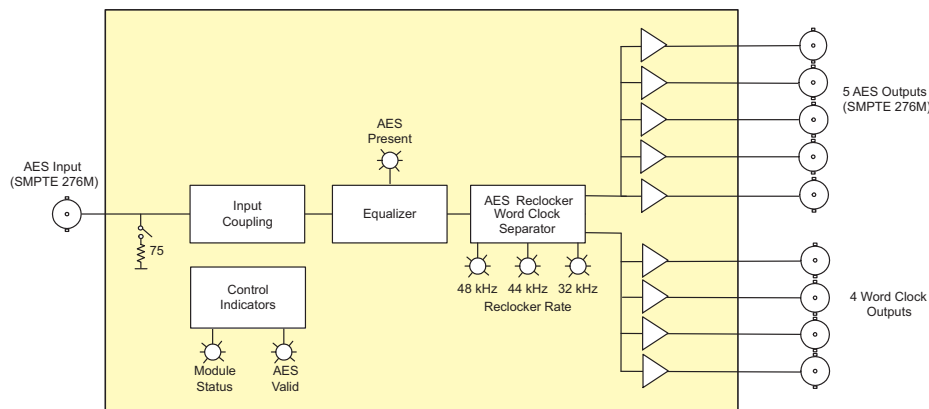 AES
Present
5 AES Outputs
(SMPTE 276M)
AES Input
(SMPTE 276M)
Input
Coupling
Equalizer
AES Reclocker
Word Clock
Separator
75
48 kHz
44 kHz
32 kHz
Reclocker Rate
Control
Indicators
4 Word Clock
Outputs
Module
Status
AES
Valid